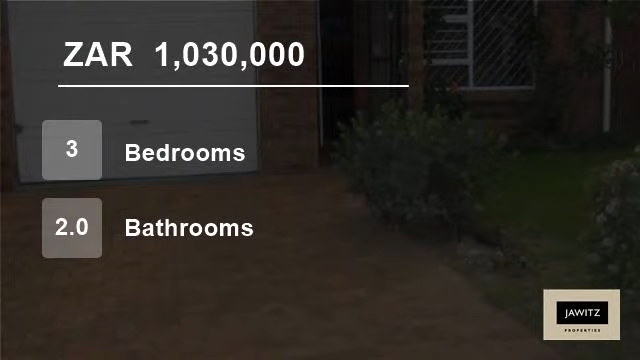 ZAR 1,030,000
3 Bedrooms
2.0 Bathrooms
JAWITZ
PROPERTIES